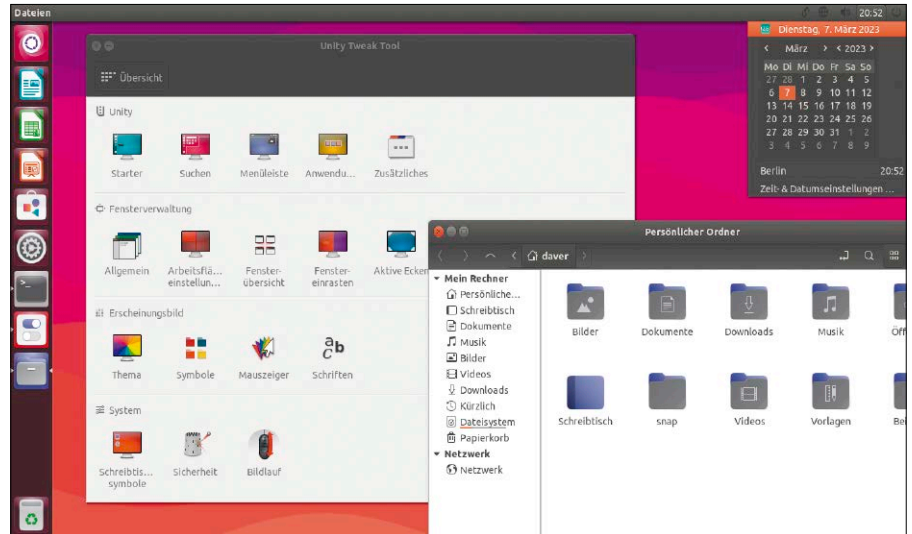 Dateien
20:52
Dienstag, 7. März 2023
März
2023
Mo Di Mi Do Fr Sa So
27 28 1 2 3 4 5
6 7 8 9 10 11 12
13 14 15 16 17 18 19
20 21 22 23 24 25 26
27 28 29 30 31 1 2
3 4 5 6 7 8 9
Berlin 20:52
Zeit- & Datumseinstellungen ...
Unity Tweak Tool
Übersicht
Unity
Starter
Suchen
Menüleiste
Anwendu...
Zusätzliches
Fensterverwaltung
Allgemein
Arbeitsflä...
einstellun...
Fenster-
übersicht
Fenster-
einrasten
Aktive Ecken
Erscheinungsbild
Thema
Symbole
Mauszeiger
Schriften
System
Schreibtis...
symbole
Sicherheit
Bildlauf
Persönlicher Ordner
daver
Mein Rechner
Persönliche...
Schreibtisch
Dokumente
Musik
Bilder
Videos
Downloads
Kürzlich
Dateisystem
Papierkorb
Netzwerk
Netzwerk
Bilder
Dokumente
Downloads
Musik
Öff
Schreibtisch
snap
Videos
Vorlagen
Bei